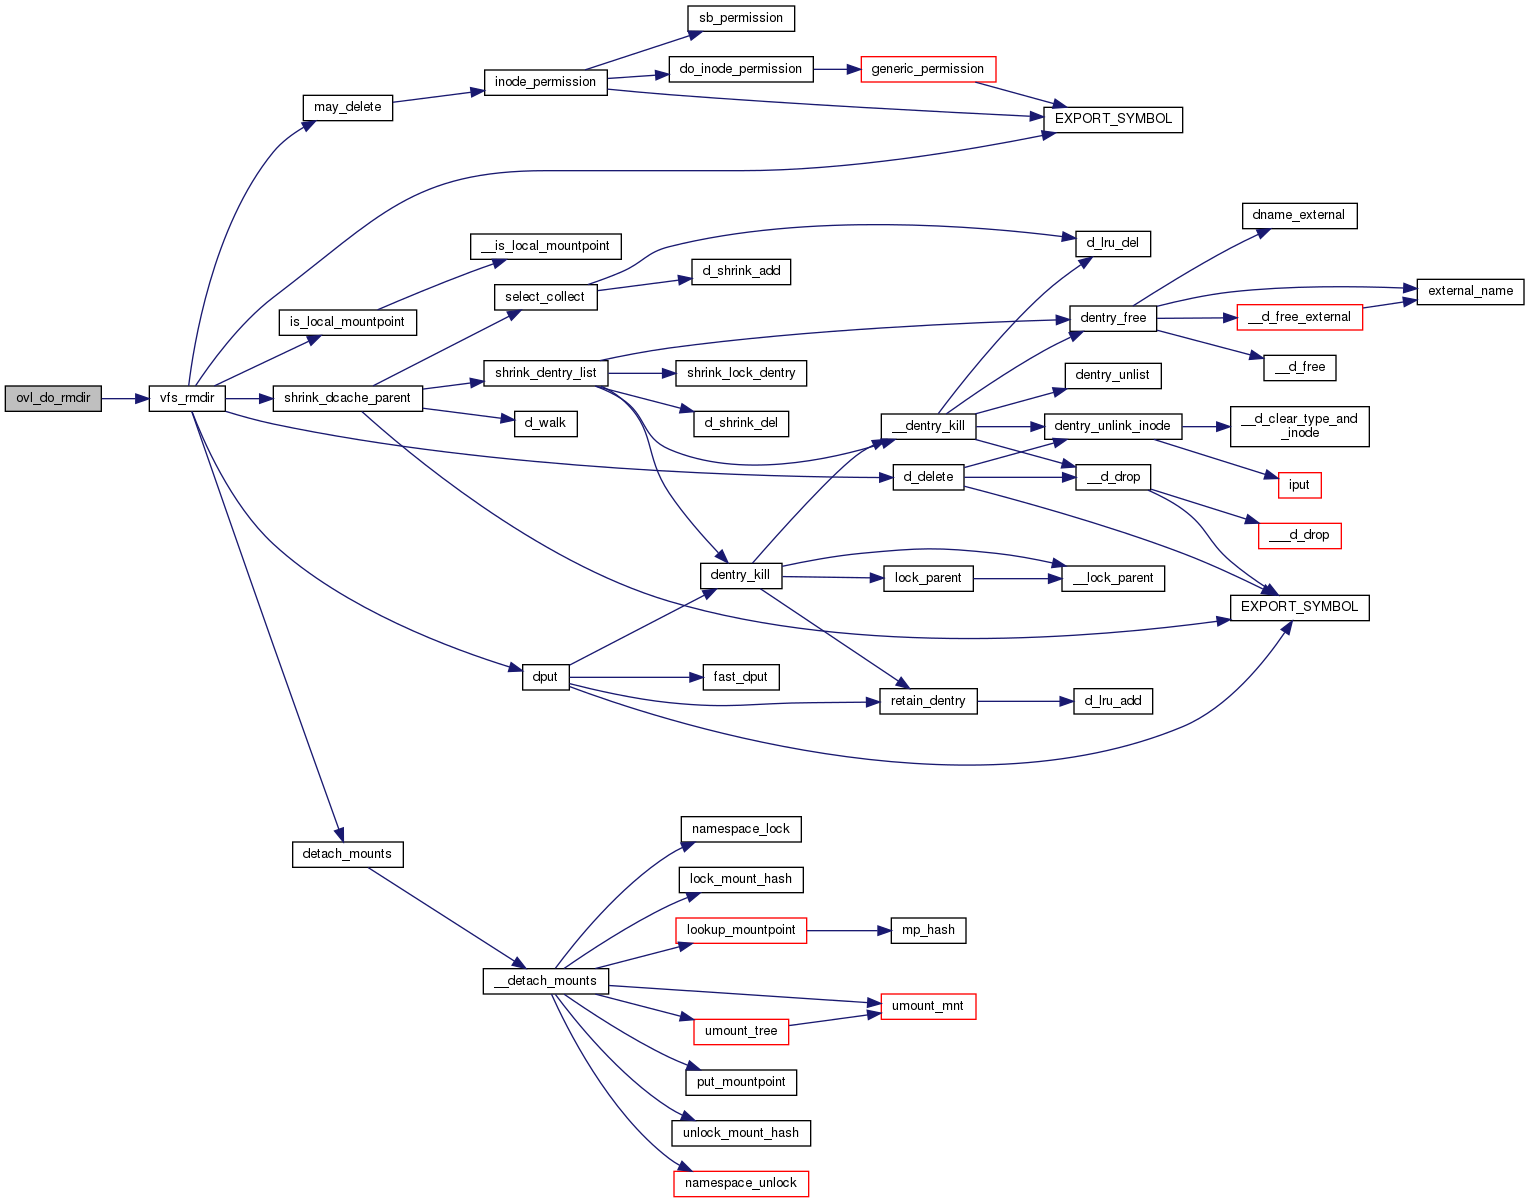 sb_permission
do_inode_permission
generic_permission
inode_permission
may_delete
EXPORT_SYMBOL
dname_external
__is_local_mountpoint
d_lru_del
d_shrink_add
select_collect
external_name
is_local_mountpoint
dentry_free
__d_free_external
shrink_dentry_list
shrink_lock_dentry
__d_free
dentry_unlist
ovl_do_rmdir
vfs_rmdir
shrink_dcache_parent
d_walk
d_shrink_del
__dentry_kill
dentry_unlink_inode
__d_clear_type_and
_inode
d_delete
__d_drop
iput
___d_drop
dentry_kill
lock_parent
__lock_parent
EXPORT_SYMBOL
dput
fast_dput
retain_dentry
d_lru_add
namespace_lock
detach_mounts
lock_mount_hash
lookup_mountpoint
mp_hash
__detach_mounts
umount_mnt
umount_tree
put_mountpoint
unlock_mount_hash
namespace_unlock